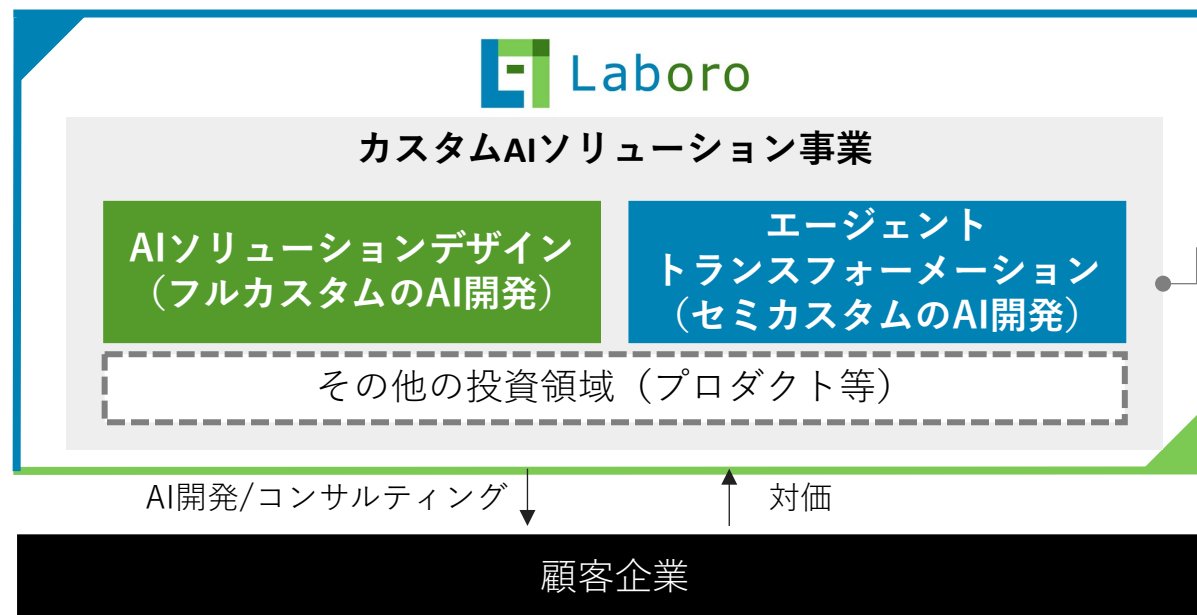 Laboro
カスタムAIソリューション事業
AIソリューションデザイン
（フルカスタムのAI開発）
エージェント
トランスフォーメーション
（セミカスタムのAI開発）
その他の投資領域（プロダクト等）
AI開発/コンサルティング
対価
顧客企業